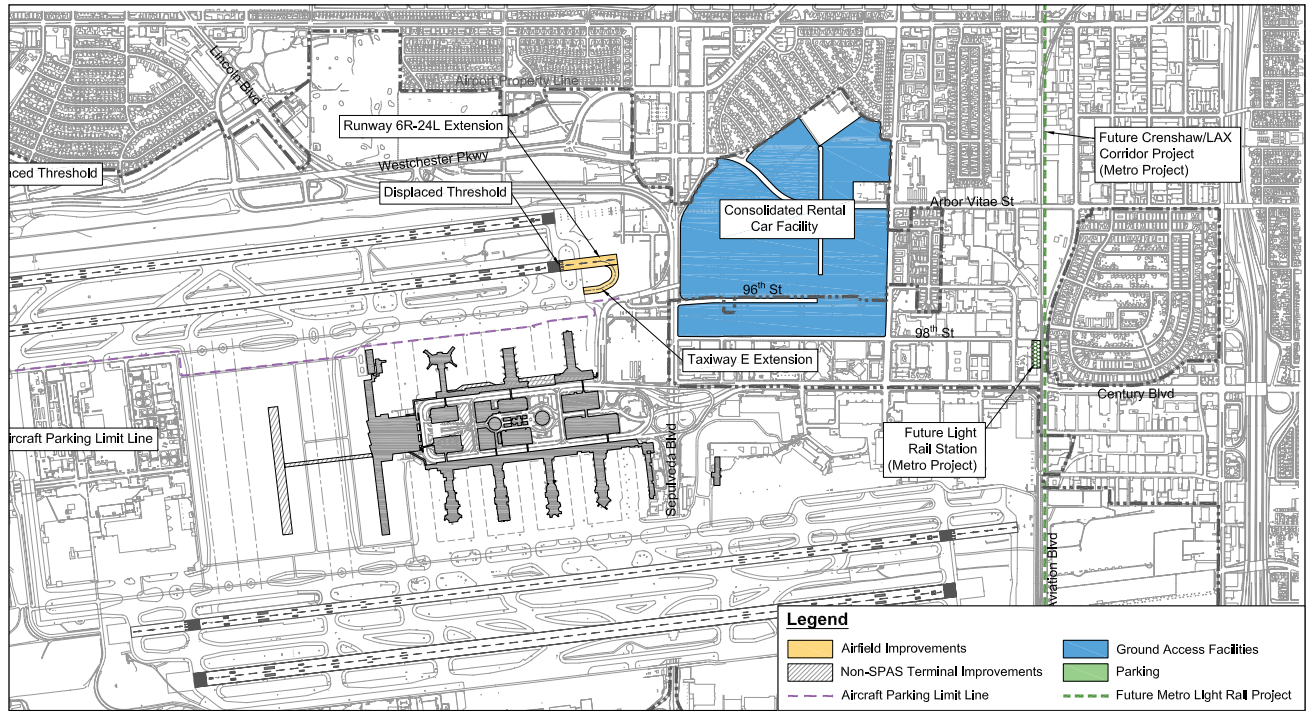 Lincoln Blvd
Airport Property Line
Runway 6R-24L Extension
Westchester Pkwy
aced Threshold
Displaced Threshold
Future Crenshaw/LAX
Corridor Project
(Metro Project)
Consolidated Rental
Car Facility
Arbor Vitae St
96th St
98th St
Taxiway E Extension
Century Blvd
ircraft Parking Limit Line
Future Light
Rail Station
(Metro Project)
Sepulveda Blvd
Aviation Blvd
Legend
Airfield Improvements
Non-SPAS Terminal Improvements
Aircraft Parking Limit Line
Ground Access Facilities
Parking
Future Metro Light Rail Project